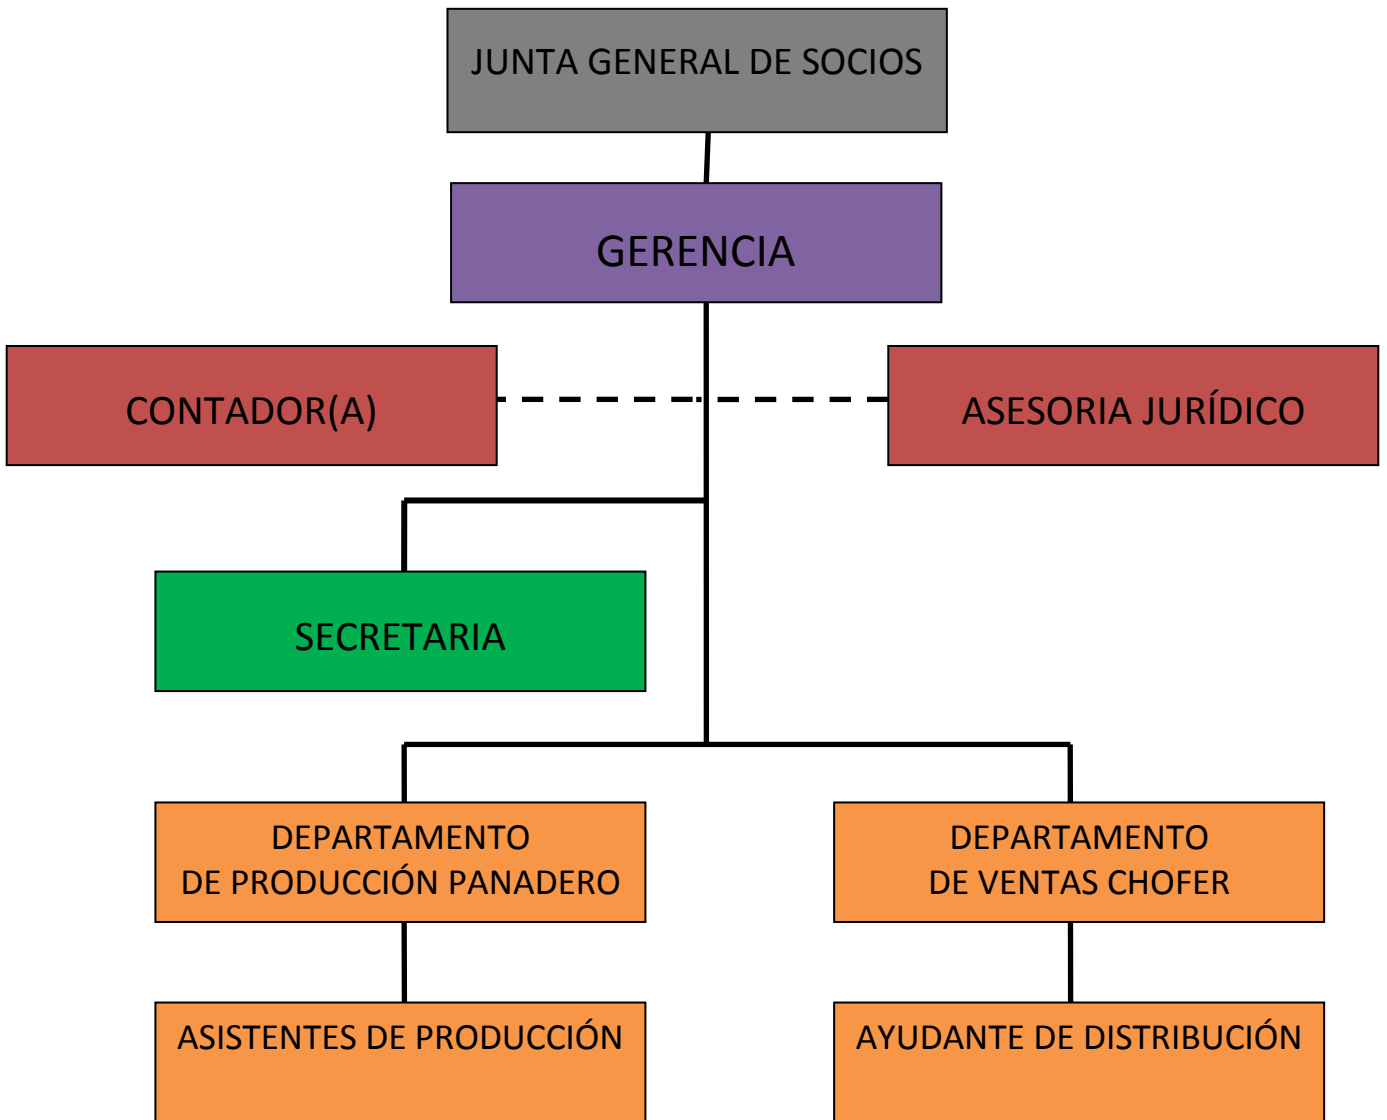 JUNTA GENERAL DE SOCIOS
GERENCIA
CONTADOR(A)
ASESORIA JURÍDICO
SECRETARIA
DEPARTAMENTO
DE PRODUCCIÓN PANADERO
DEPARTAMENTO
DE VENTAS CHOFER
ASISTENTES DE PRODUCCIÓN
AYUDANTE DE DISTRIBUCIÓN